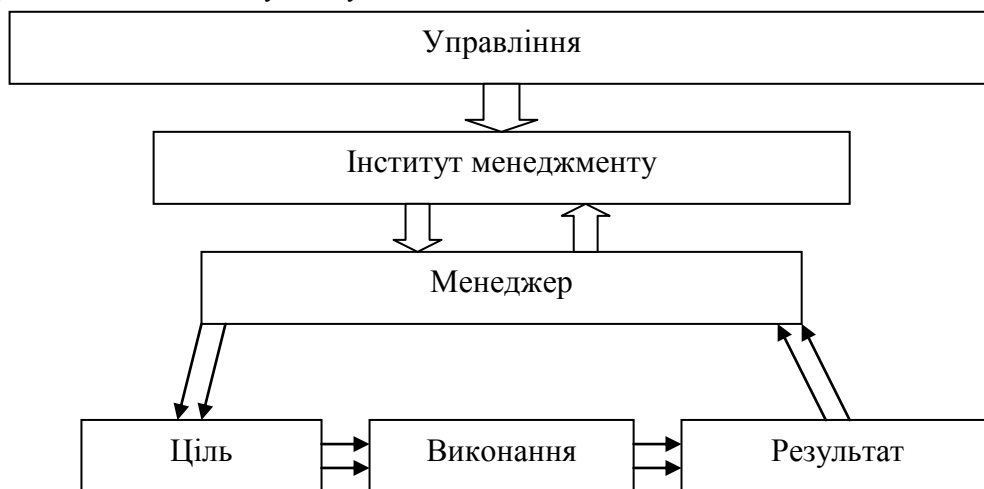 Управління
Інститут менеджменту
Менеджер
Ціль
Виконання
Результат